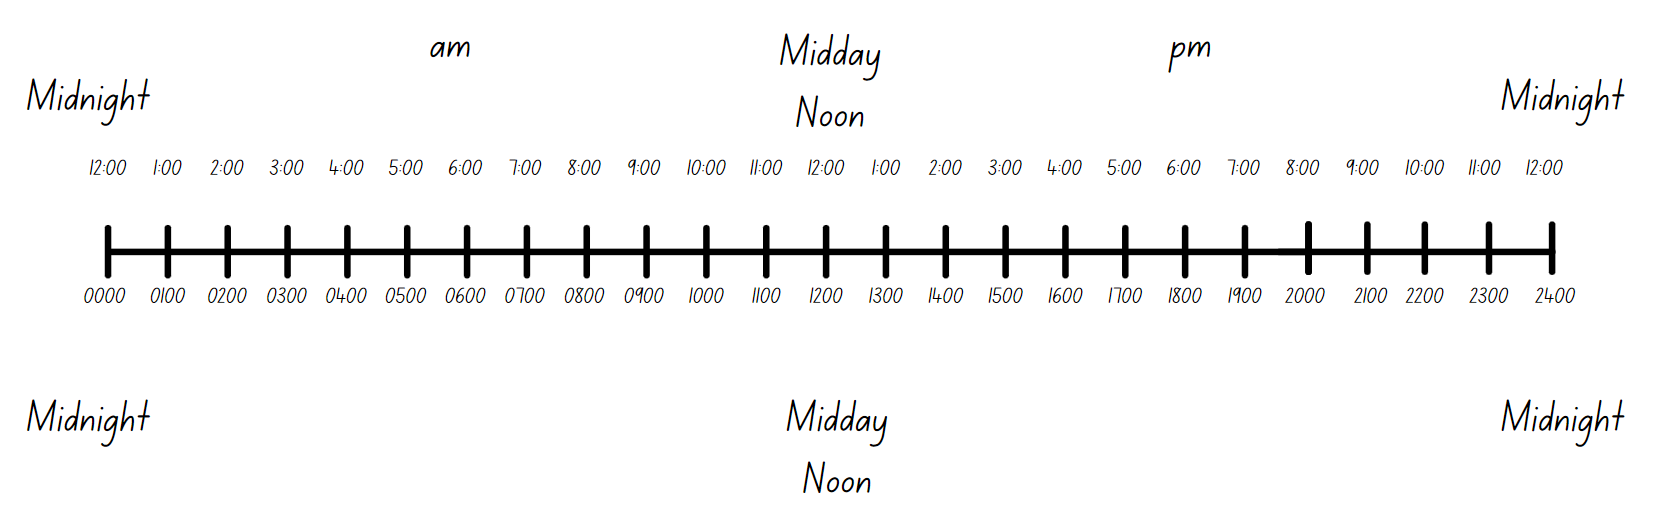 am Midday pm
Midnight Noon Midnight
12:00 1:00 2:00 3:00 4:00 5:00 6:00 7:00 8:00 9:00 10:00 11:00 12:00 1:00 2:00 3:00 4:00 5:00 6:00 7:00 8:00 9:00 10:00 11:00 12:00
0000 0100 0200 0300 0400 0500 0600 0700 0800 0900 1000 1100 1200 1300 1400 1500 1600 1700 1800 1900 2000 2100 2200 2300 2400
Midnight Midday Midnight
Noon